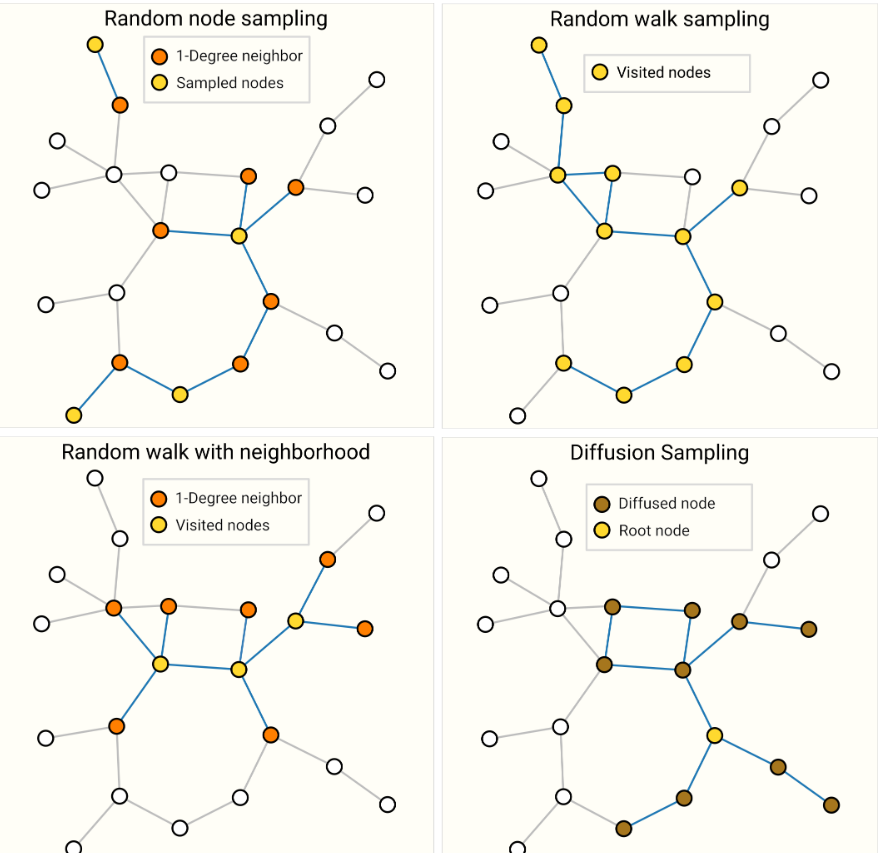 Random node sampling
1-Degree neighbor
Sampled nodes
Random walk sampling
Visited nodes
Random walk with neighborhood
1-Degree neighbor
Visited nodes
Diffusion Sampling
Diffused node
Root node